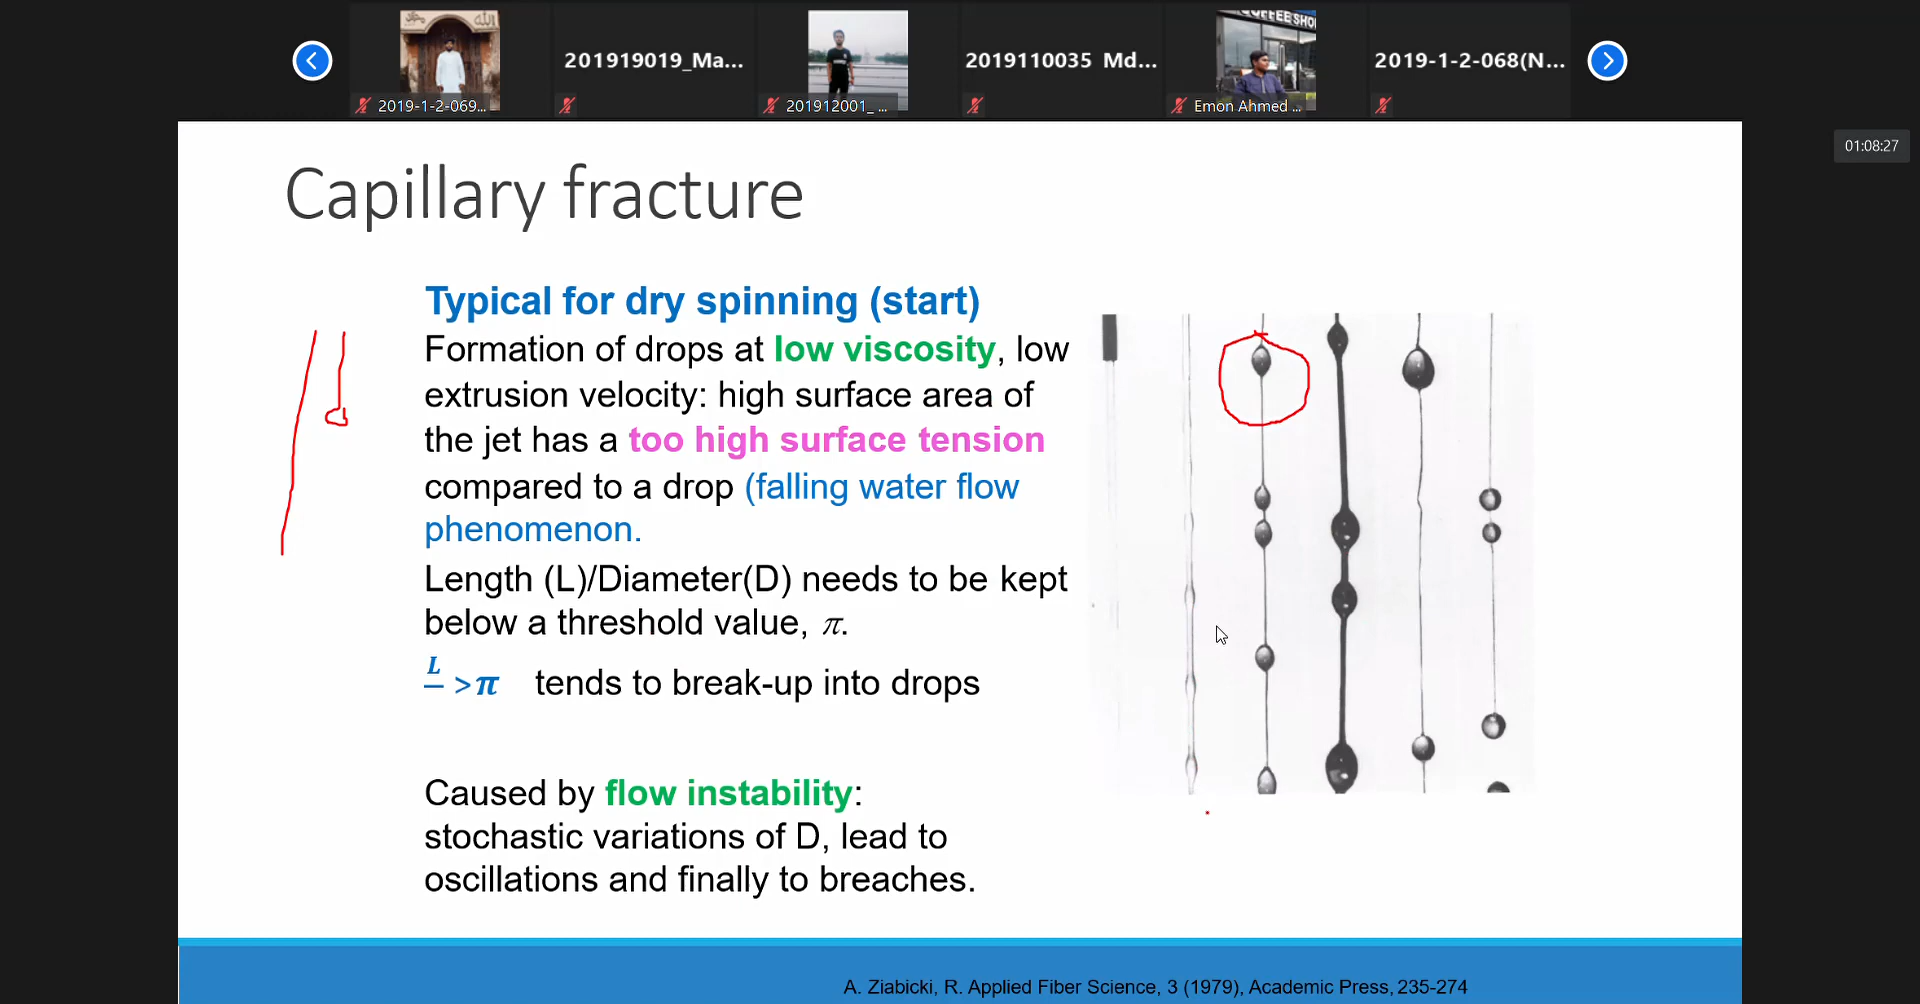 COFFEE SHO
2019-1-2-069...
201919019_Ma...
201912001_ ...
2019110035 Md...
Emon Ahmed ...
2019-1-2-068(N...
01:08:27
Capillary fracture
Typical for dry spinning (start)
Formation of drops at low viscosity, low
extrusion velocity: high surface area of
the jet has a too high surface tension
compared to a drop (falling water flow
phenomenon.
Length (L)/Diameter(D) needs to be kept
below a threshold value, π.
L
> π tends to break-up into drops
Caused by flow instability:
stochastic variations of D, lead to
oscillations and finally to breaches.
A. Ziabicki, R. Applied Fiber Science, 3 (1979), Academic Press, 235-274